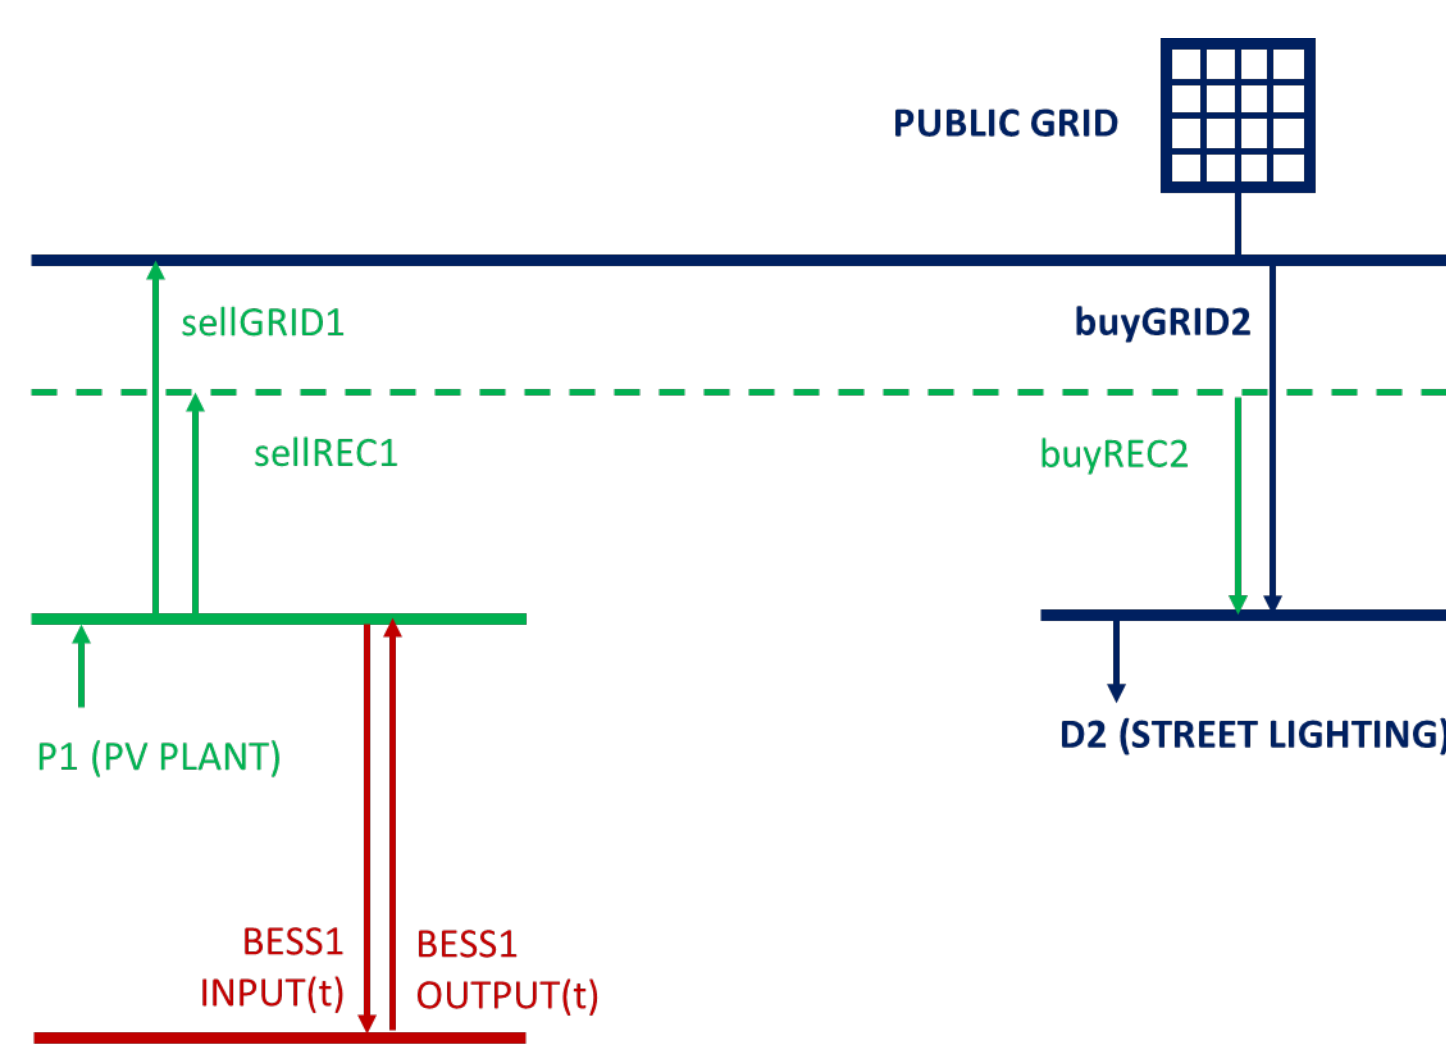 PUBLIC GRID
sellGRID1
buyGRID2
sellREC1
buyREC2
P1 (PV PLANT)
D2 (STREET LIGHTING)
BESS1
INPUT(t)
BESS1
OUTPUT(t)